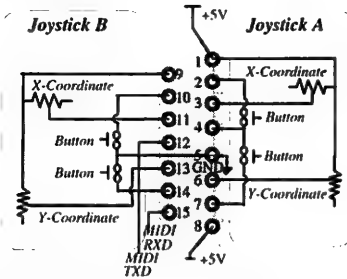 +5V
Joystick B
Joystick A
1
9
2
X-Coordinate
X-Coordinate
10
3
11
Button
4
Button
12
5
Button
13
GND
Button
6
14
Y-Coordinate
7
Y-Coordinate
15
8
MIDI RXD
MIDI TXD
+5V